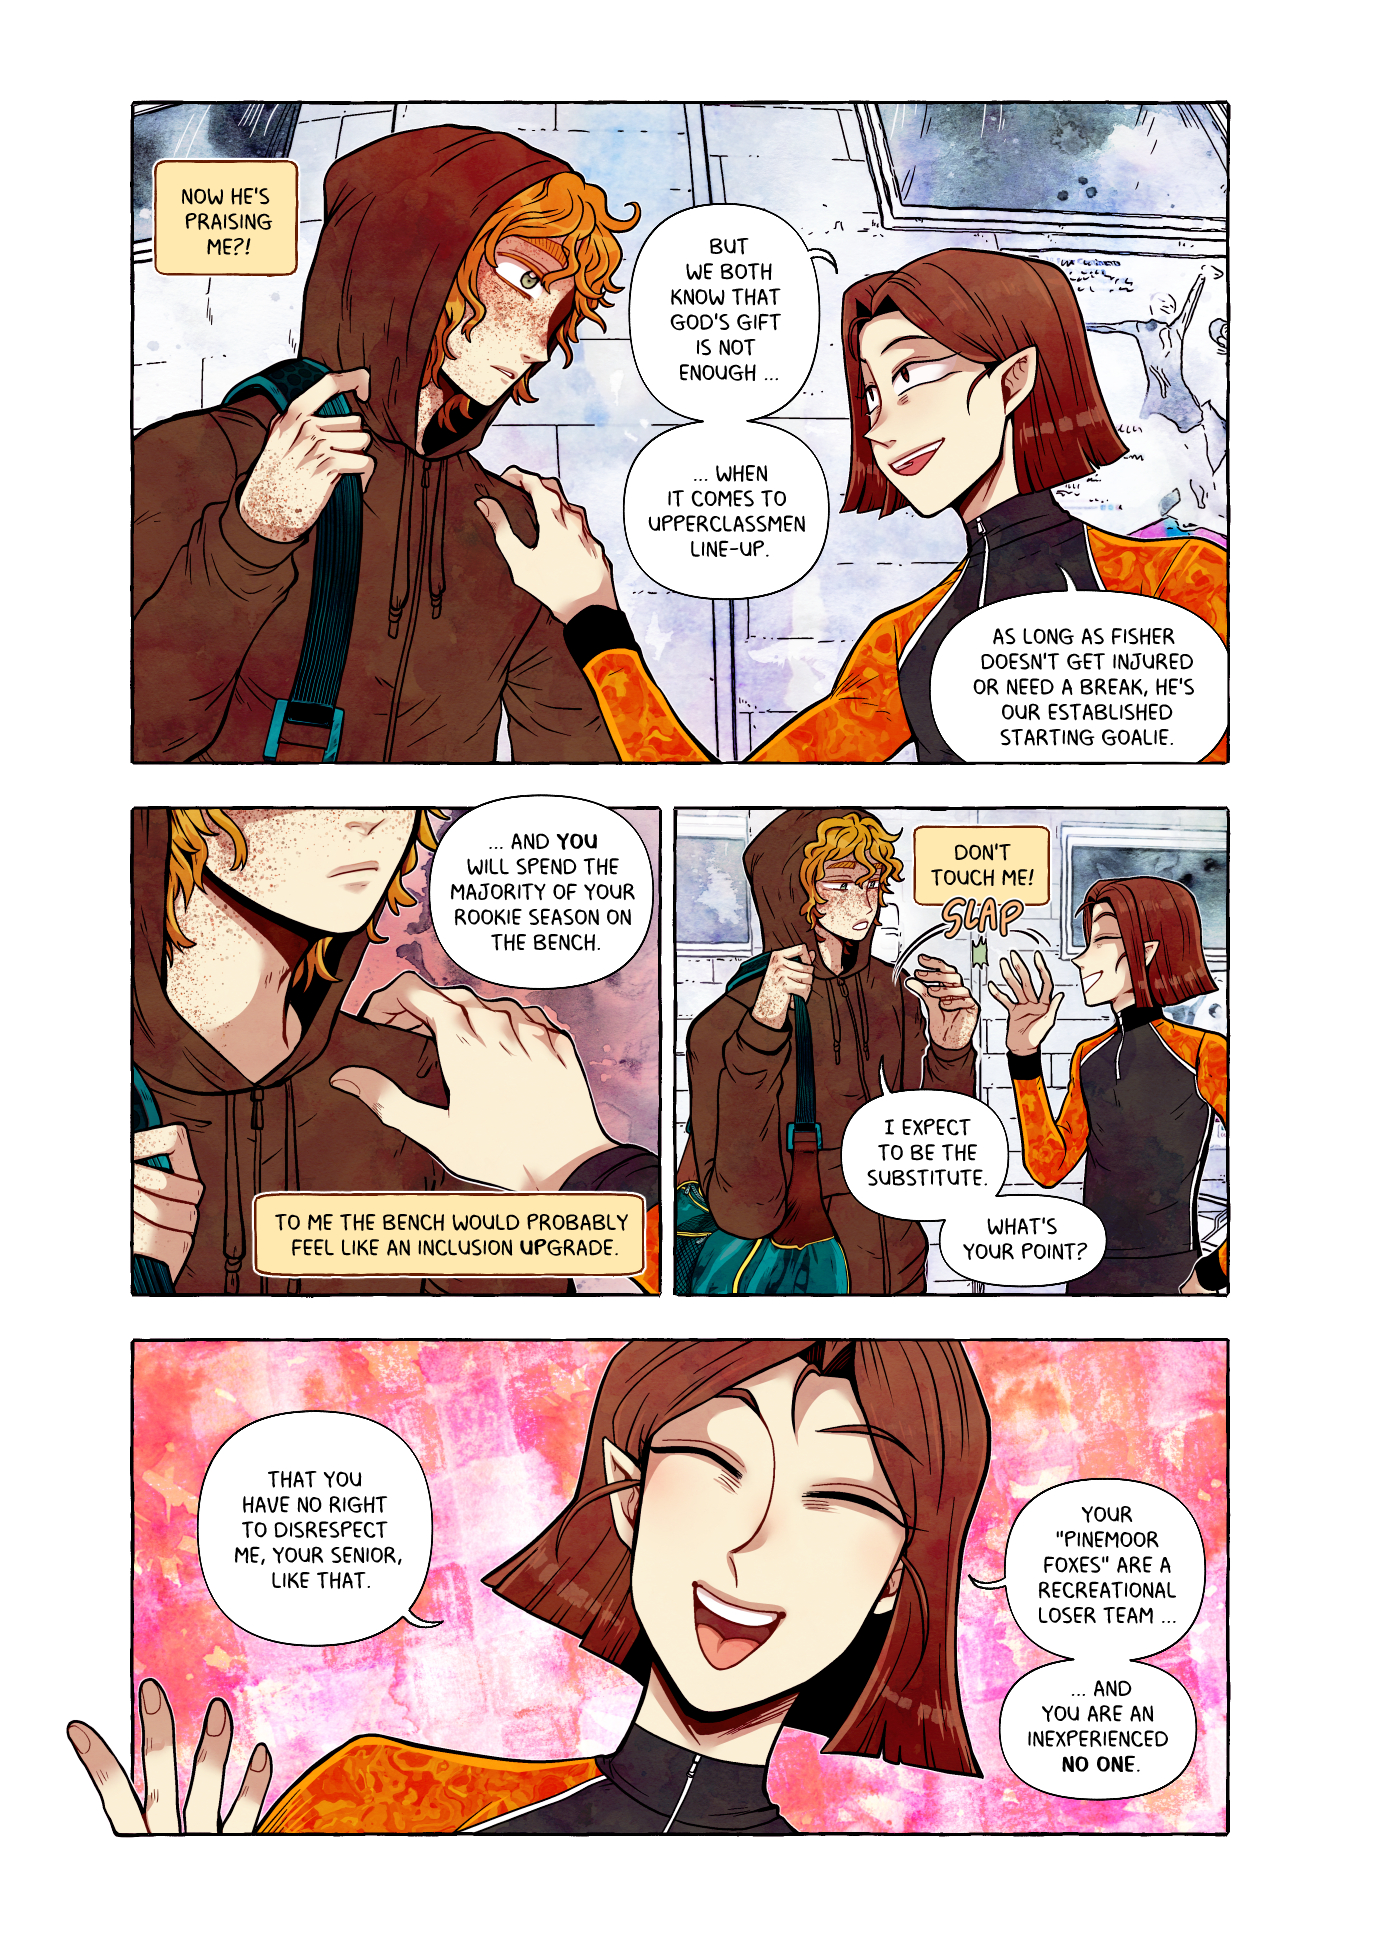 NOW HE'S
PRAISING
ME?!
BUT
WE BOTH
KNOW THAT
GOD'S GIFT
IS NOT
ENOUGH ...
... WHEN
IT COMES TO
UPPERCLASSMEN
LINE-UP.
AS LONG AS FISHER
DOESN'T GET INJURED
OR NEED A BREAK, HE'S
OUR ESTABLISHED
STARTING GOALIE.
... AND YOU
WILL SPEND THE
MAJORITY OF YOUR
ROOKIE SEASON ON
THE BENCH.
TO ME THE BENCH WOULD PROBABLY
FEEL LIKE AN INCLUSION UPGRADE.
DON'T
TOUCH ME!
SLAP
I EXPECT
TO BE THE
SUBSTITUTE.
WHAT'S
YOUR POINT?
THAT YOU
HAVE NO RIGHT
TO DISRESPECT
ME, YOUR SENIOR,
LIKE THAT.
YOUR
"PINEMOOR
FOXES" ARE A
RECREATIONAL
LOSER TEAM ...
... AND
YOU ARE AN
INEXPERIENCED
NO ONE.